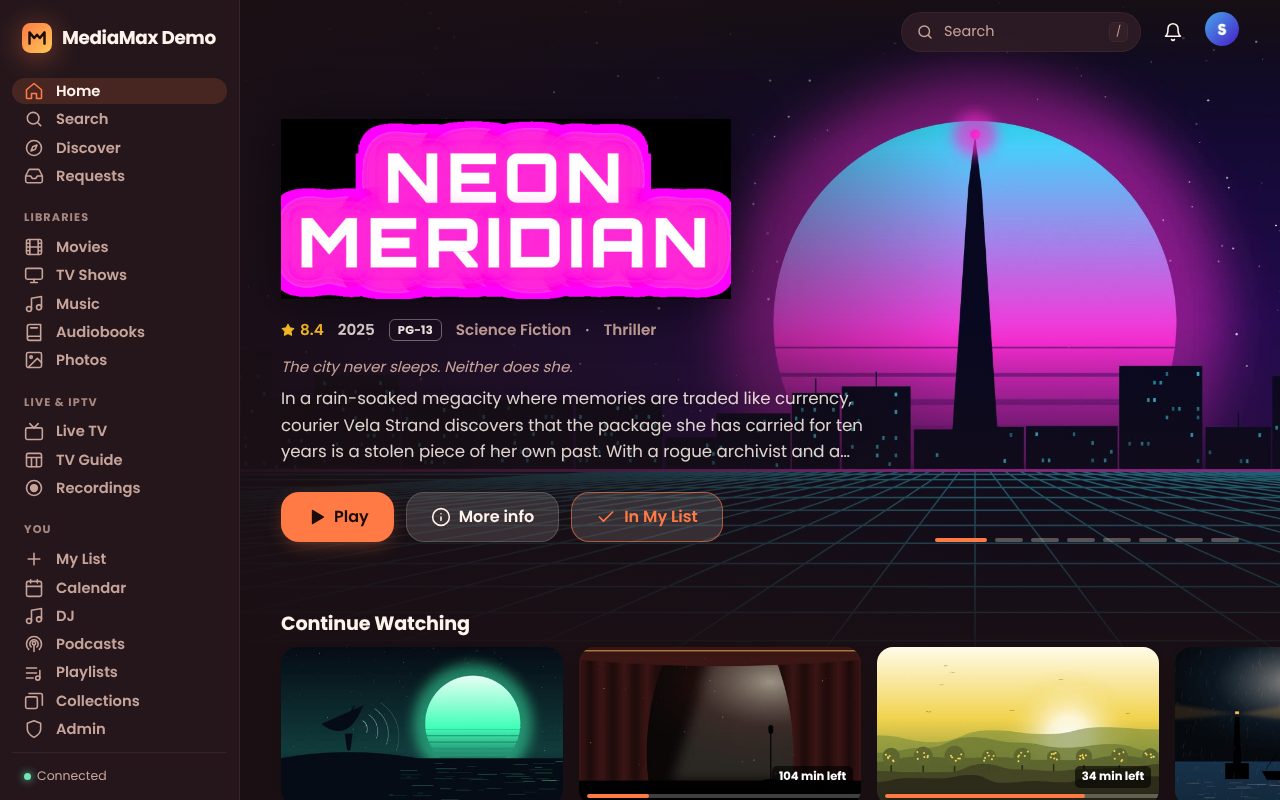 MediaMax Demo
Search
/
S
Home
Search
Discover
Requests
LIBRARIES
Movies
TV Shows
Music
Audiobooks
Photos
LIVE & IPTV
Live TV
TV Guide
Recordings
YOU
My List
Calendar
DJ
Podcasts
Playlists
Collections
Admin
Connected
NEON
MERIDIAN
8.4 2025 PG-13 Science Fiction · Thriller
The city never sleeps. Neither does she.
In a rain-soaked megacity where memories are traded like currency,
courier Vela Strand discovers that the package she has carried for ten
years is a stolen piece of her own past. With a rogue archivist and a…
Play
More info
In My List
Continue Watching
104 min left
34 min left